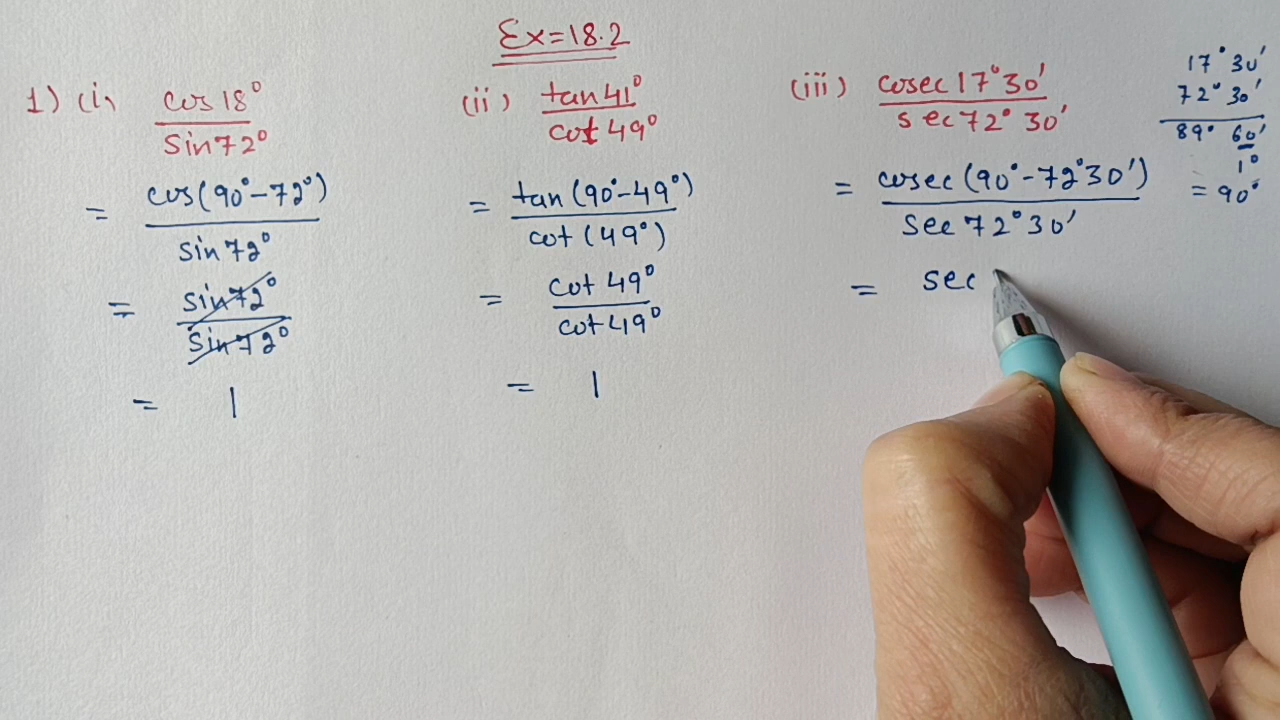 Ex=18.2
1) (i) cos 18°
sin 72°
= cos(90°-72°)
sin 72°
= sin 72°
sin 72°
= 1
(ii) tan 41°
cot 49°
= tan (90°-49°)
cot (49°)
= cot 49°
cot 49°
= 1
(iii) cosec 17°30'
sec 72° 30'
= cosec (90°-72°30')
sec 72°30'
= sec
17° 30'
72° 30'
89° 60'
1°
= 90°